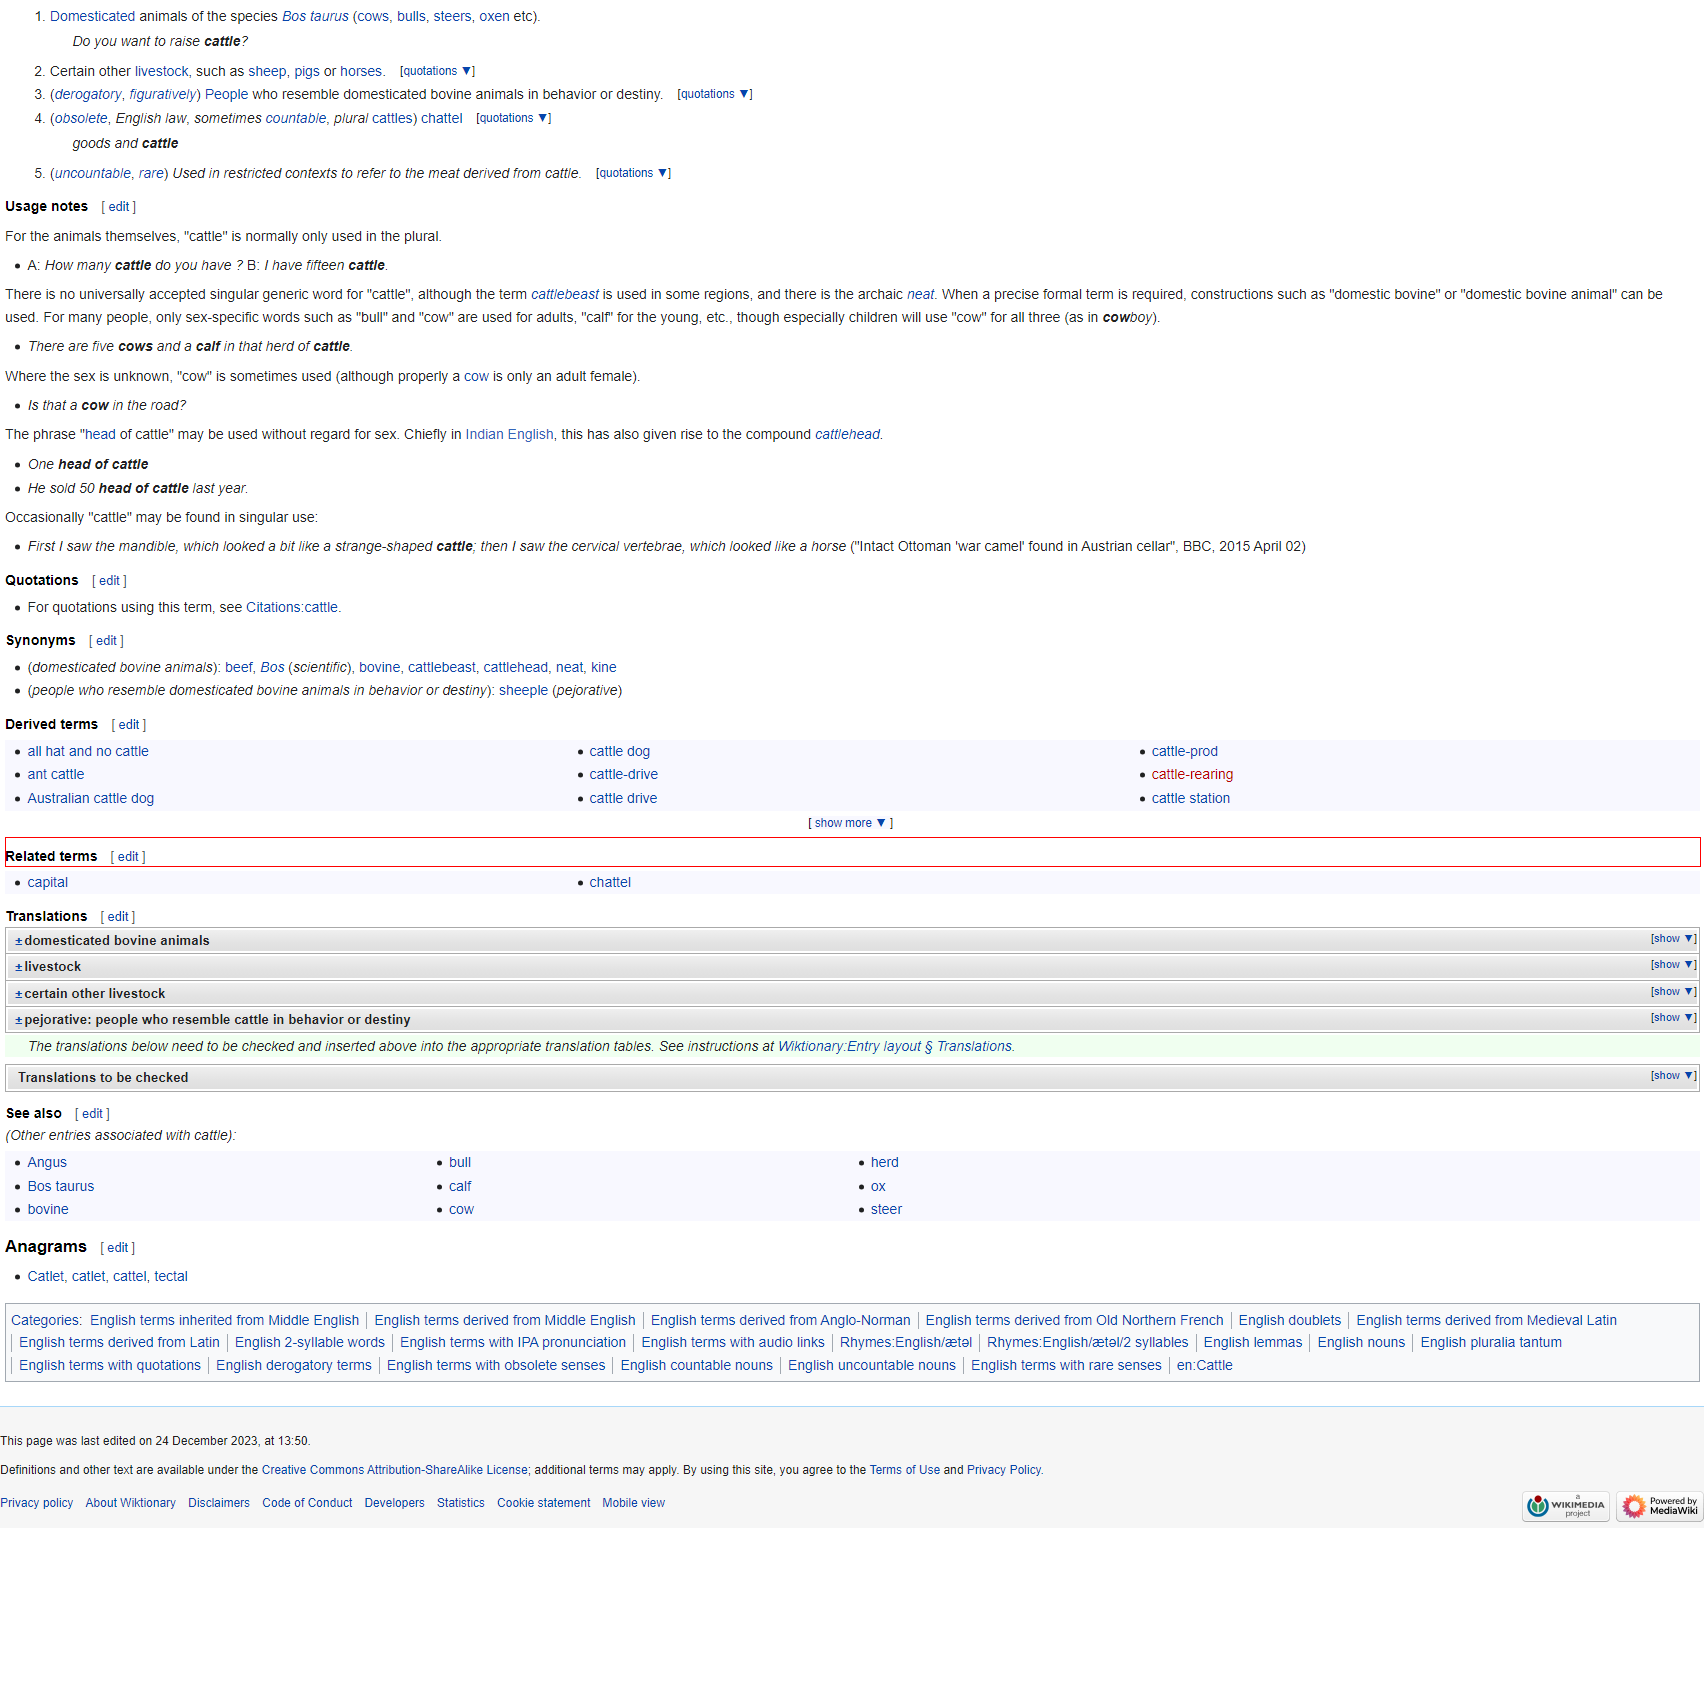 1. Domesticated animals of the species Bos taurus (cows, bulls, steers, oxen etc).
Do you want to raise cattle?
2. Certain other livestock, such as sheep, pigs or horses. [quotations ▼]
3. (derogatory, figuratively) People who resemble domesticated bovine animals in behavior or destiny. [quotations ▼]
4. (obsolete, English law, sometimes countable, plural cattles) chattel [quotations ▼]
goods and cattle
5. (uncountable, rare) Used in restricted contexts to refer to the meat derived from cattle. [quotations ▼]
Usage notes [ edit ]
For the animals themselves, "cattle" is normally only used in the plural.
• A: How many cattle do you have ? B: I have fifteen cattle.
There is no universally accepted singular generic word for "cattle", although the term cattlebeast is used in some regions, and there is the archaic neat. When a precise formal term is required, constructions such as "domestic bovine" or "domestic bovine animal" can be
used. For many people, only sex-specific words such as "bull" and "cow" are used for adults, "calf" for the young, etc., though especially children will use "cow" for all three (as in cowboy).
• There are five cows and a calf in that herd of cattle.
Where the sex is unknown, "cow" is sometimes used (although properly a cow is only an adult female).
• Is that a cow in the road?
The phrase "head of cattle" may be used without regard for sex. Chiefly in Indian English, this has also given rise to the compound cattlehead.
• One head of cattle
• He sold 50 head of cattle last year.
Occasionally "cattle" may be found in singular use:
• First I saw the mandible, which looked a bit like a strange-shaped cattle; then I saw the cervical vertebrae, which looked like a horse ("Intact Ottoman 'war camel' found in Austrian cellar", BBC, 2015 April 02)
Quotations [ edit ]
• For quotations using this term, see Citations:cattle.
Synonyms [ edit ]
• (domesticated bovine animals): beef, Bos (scientific), bovine, cattlebeast, cattlehead, neat, kine
• (people who resemble domesticated bovine animals in behavior or destiny): sheeple (pejorative)
Derived terms [ edit ]
• all hat and no cattle • cattle dog • cattle-prod
• ant cattle • cattle-drive • cattle-rearing
• Australian cattle dog • cattle drive • cattle station
[ show more ▼ ]
Related terms [ edit ]
• capital • chattel
Translations [ edit ]
±domesticated bovine animals [show ▼]
±livestock [show ▼]
±certain other livestock [show ▼]
±pejorative: people who resemble cattle in behavior or destiny [show ▼]
The translations below need to be checked and inserted above into the appropriate translation tables. See instructions at Wiktionary:Entry layout § Translations.
Translations to be checked [show ▼]
See also [ edit ]
(Other entries associated with cattle):
• Angus • bull • herd
• Bos taurus • calf • ox
• bovine • cow • steer
Anagrams [ edit ]
• Catlet, catlet, cattel, tectal
Categories: English terms inherited from Middle English | English terms derived from Middle English | English terms derived from Anglo-Norman | English terms derived from Old Northern French | English doublets | English terms derived from Medieval Latin
| English terms derived from Latin | English 2-syllable words | English terms with IPA pronunciation | English terms with audio links | Rhymes:English/ætəl | Rhymes:English/ætəl/2 syllables | English lemmas | English nouns | English pluralia tantum
| English terms with quotations | English derogatory terms | English terms with obsolete senses | English countable nouns | English uncountable nouns | English terms with rare senses | en:Cattle
This page was last edited on 24 December 2023, at 13:50.
Definitions and other text are available under the Creative Commons Attribution-ShareAlike License; additional terms may apply. By using this site, you agree to the Terms of Use and Privacy Policy.
Privacy policy About Wiktionary Disclaimers Code of Conduct Developers Statistics Cookie statement Mobile view
a
WIKIMEDIA
project
Powered by
MediaWiki